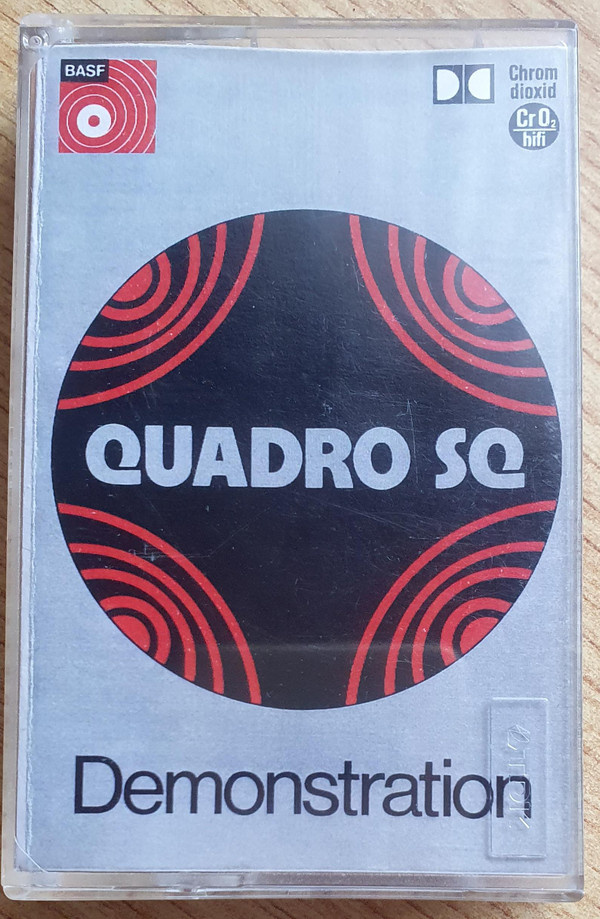 BASF
Chrom
dioxid
CrO₂
hifi
QUADRO SQ
Demonstration